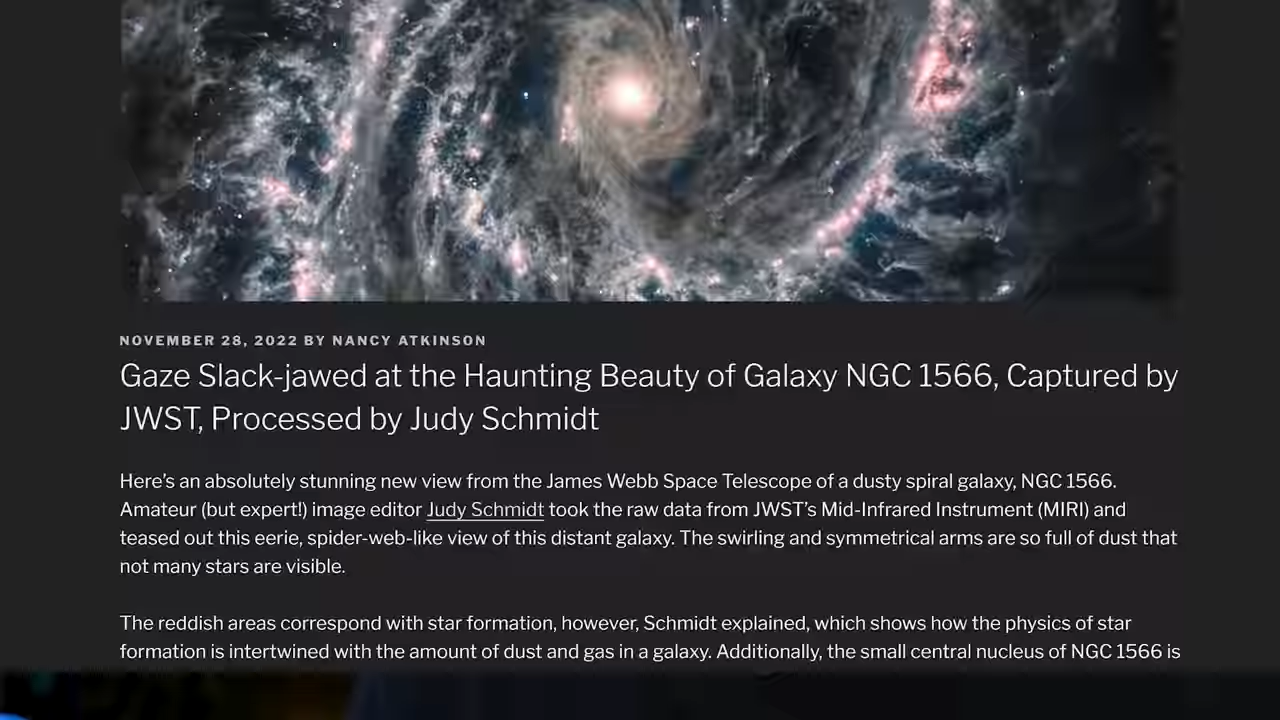 NOVEMBER 28, 2022 BY NANCY ATKINSON
Gaze Slack-jawed at the Haunting Beauty of Galaxy NGC 1566, Captured by
JWST, Processed by Judy Schmidt
Here’s an absolutely stunning new view from the James Webb Space Telescope of a dusty spiral galaxy, NGC 1566.
Amateur (but expert!) image editor Judy Schmidt took the raw data from JWST’s Mid-Infrared Instrument (MIRI) and
teased out this eerie, spider-web-like view of this distant galaxy. The swirling and symmetrical arms are so full of dust that
not many stars are visible.
The reddish areas correspond with star formation, however, Schmidt explained, which shows how the physics of star
formation is intertwined with the amount of dust and gas in a galaxy. Additionally, the small central nucleus of NGC 1566 is